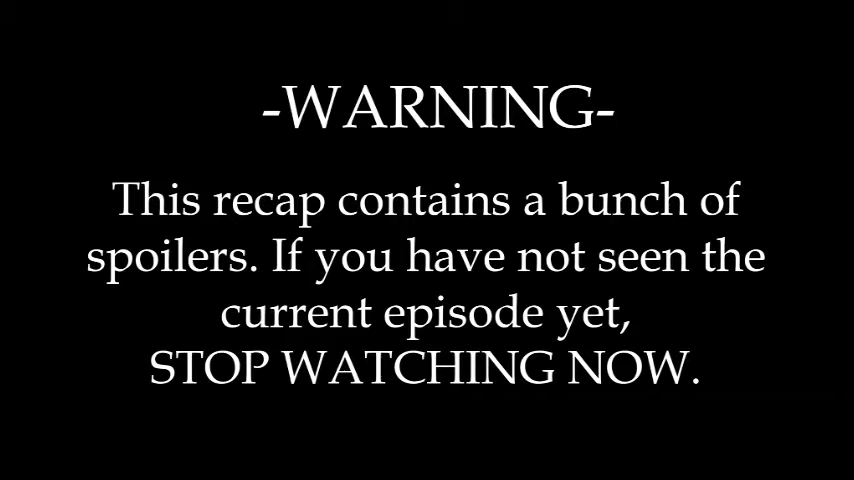 -WARNING-
This recap contains a bunch of
spoilers. If you have not seen the
current episode yet,
STOP WATCHING NOW.